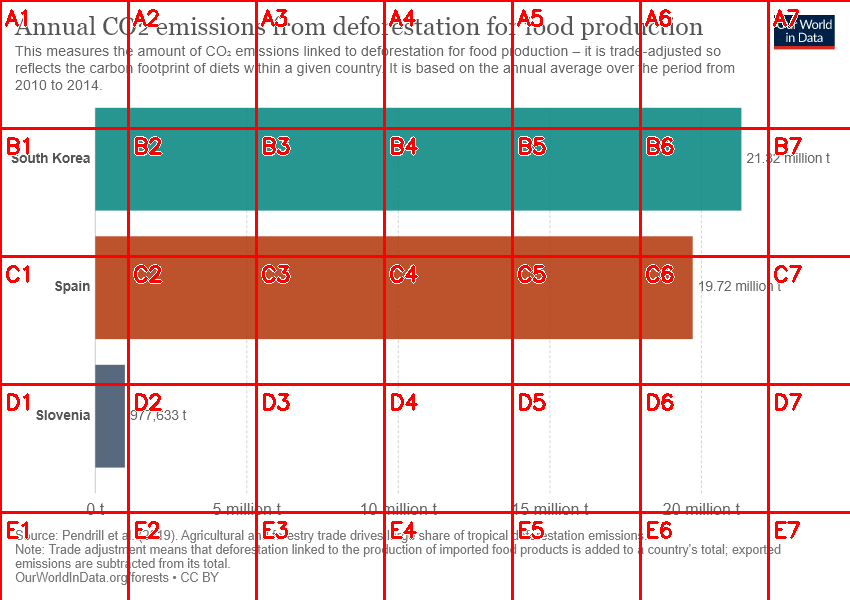 Annual CO₂ emissions from deforestation for food production
Our World
in Data
This measures the amount of CO₂ emissions linked to deforestation for food production – it is trade-adjusted so
reflects the carbon footprint of diets within a given country. It is based on the annual average over the period from
2010 to 2014.
South Korea
21.32 million t
Spain
19.72 million t
Slovenia
977,633 t
0 t
5 million t
10 million t
15 million t
20 million t
Source: Pendrill et al. (2019). Agricultural and forestry trade drives large share of tropical deforestation emissions.
Note: Trade adjustment means that deforestation linked to the production of imported food products is added to a country's total; exported
emissions are subtracted from its total.
OurWorldInData.org/forests • CC BY
A1 A2 A3 A4 A5 A6 A7
B1 B2 B3 B4 B5 B6 B7
C1 C2 C3 C4 C5 C6 C7
D1 D2 D3 D4 D5 D6 D7
E1 E2 E3 E4 E5 E6 E7